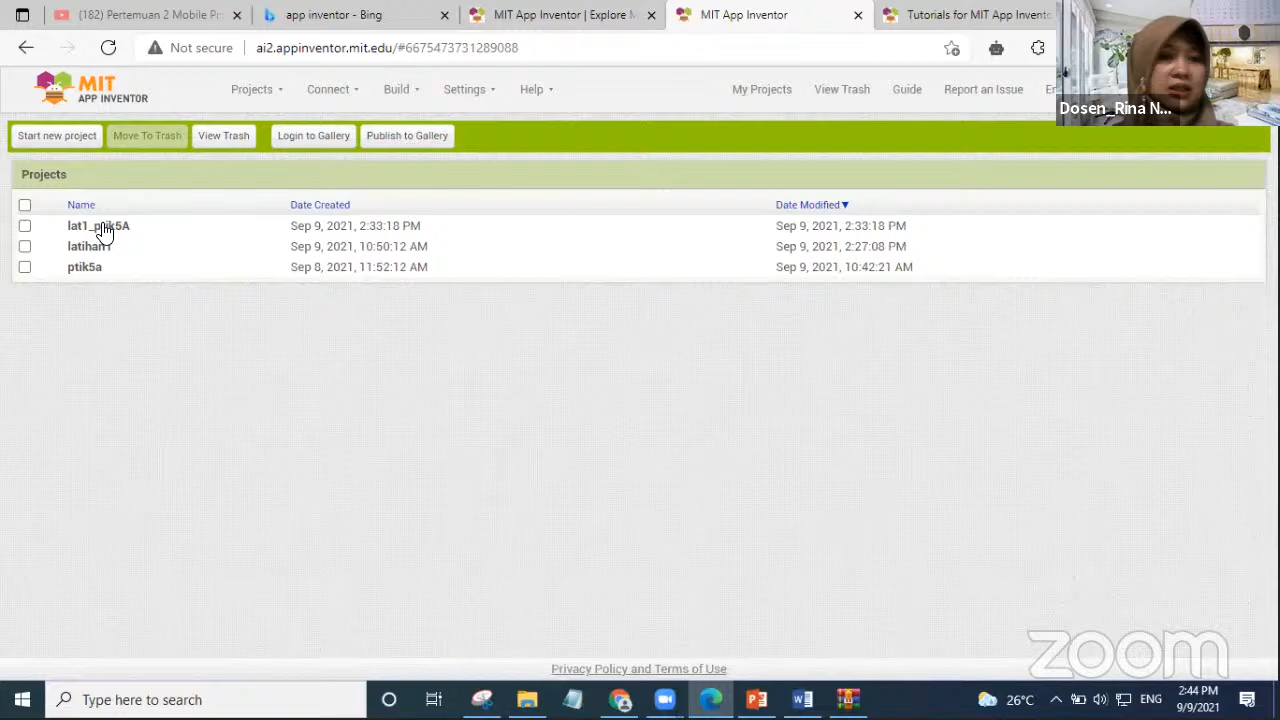 (182) Pertemuan 2 Mobile Pr
app inventor - Bing
MIT App Inventor | Explore M
MIT App Inventor
Tutorials for MIT App Invento
Not secure
ai2.appinventor.mit.edu/#6675473731289088
MIT
APP INVENTOR
Projects
Connect
Build
Settings
Help
My Projects
View Trash
Guide
Report an Issue
Dosen_Rina N...
Start new project
Move To Trash
View Trash
Login to Gallery
Publish to Gallery
Projects
Name
Date Created
Date Modified▼
lat1_ptik5A
Sep 9, 2021, 2:33:18 PM
Sep 9, 2021, 2:33:18 PM
Sep 9, 2021, 10:50:12 AM
Sep 9, 2021, 2:27:08 PM
ptik5a
Sep 8, 2021, 11:52:12 AM
Sep 9, 2021, 10:42:21 AM
Privacy Policy and Terms of Use
zoom
Type here to search
26°C
ENG
2:44 PM
9/9/2021